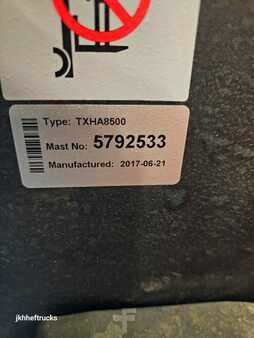 Type: TXHA8500
Mast No: 5792533
Manufactured: 2017-06-21
jkhheftrucks